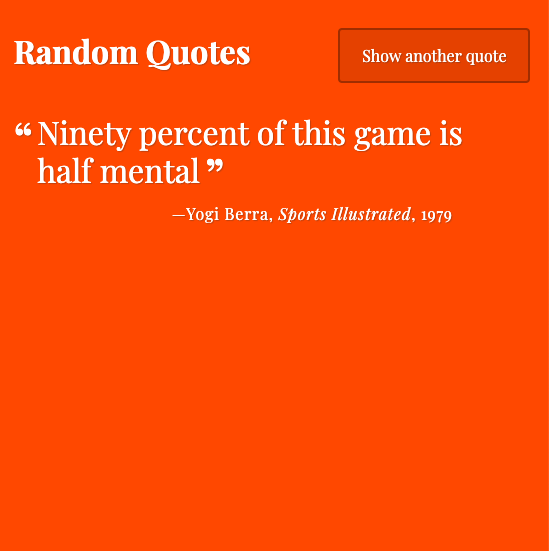 Random Quotes
Show another quote
“Ninety percent of this game is
half mental”
—Yogi Berra, Sports Illustrated, 1979